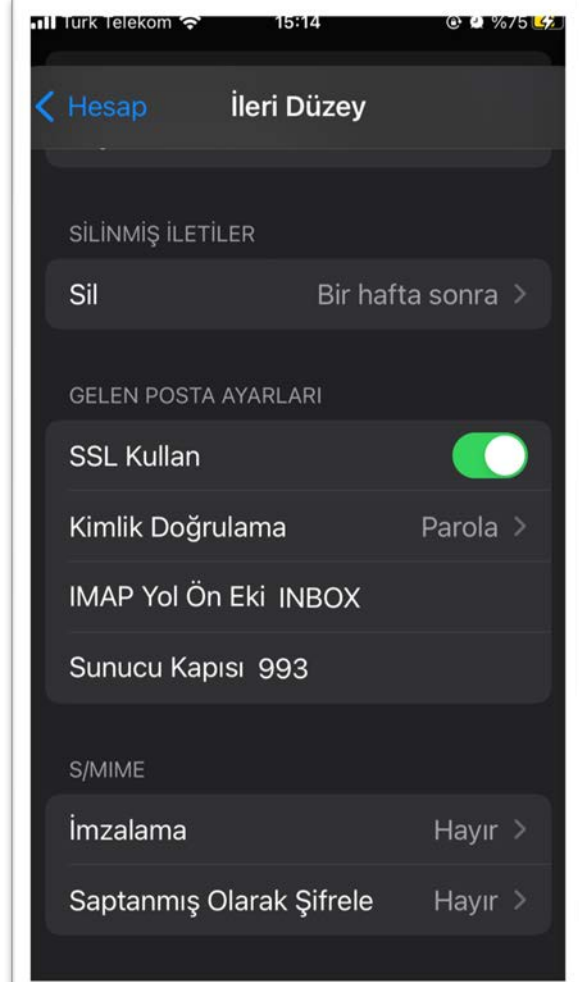 Turk Telekom 15:14 %75
Hesap İleri Düzey
SİLİNMİŞ İLETİLER
Sil Bir hafta sonra
GELEN POSTA AYARLARI
SSL Kullan
Kimlik Doğrulama Parola
IMAP Yol Ön Eki INBOX
Sunucu Kapısı 993
S/MIME
İmzalama Hayır
Saptanmış Olarak Şifrele Hayır